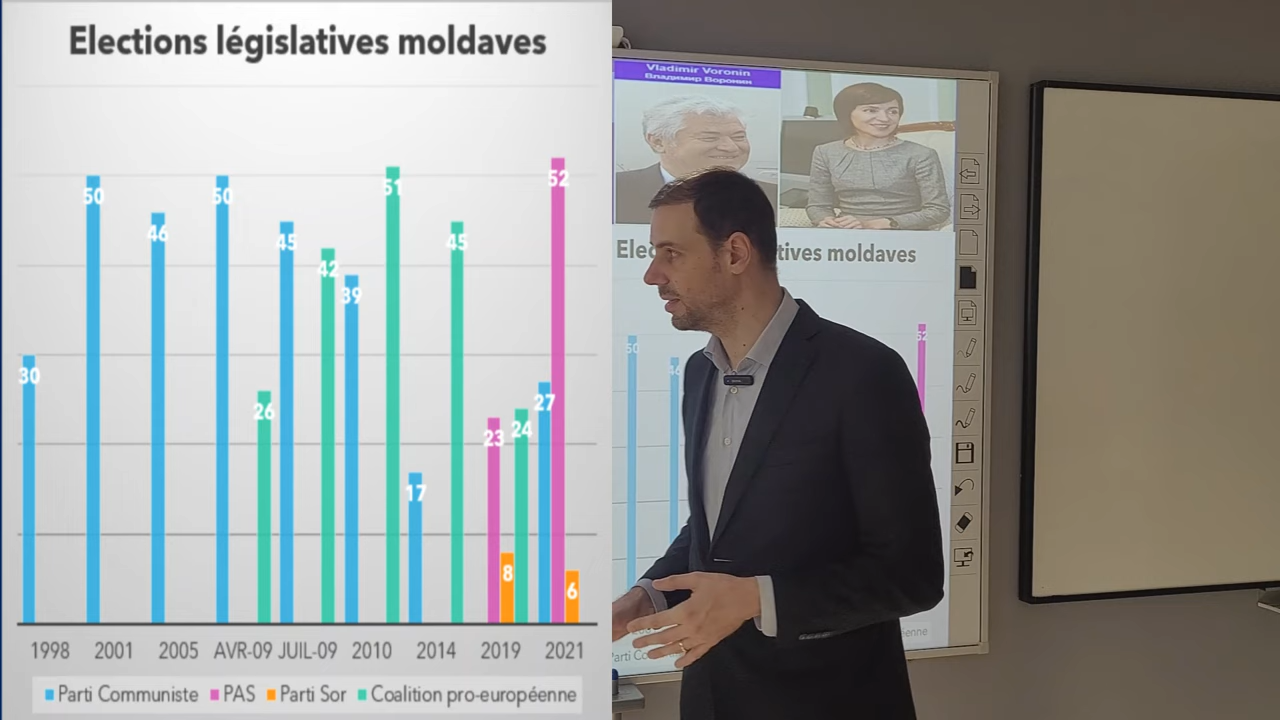 Elections législatives moldaves
50
46
50
45
42
39
30
26
51
45
17
52
23
24
27
8
6
1998 2001 2005 AVR-09 JUIL-09 2010 2014 2019 2021
Parti Communiste PAS Parti Sor Coalition pro-européenne
Vladimir Voronin
Владимир Воронин
Elec tives moldaves
50
46
52
Parti Co